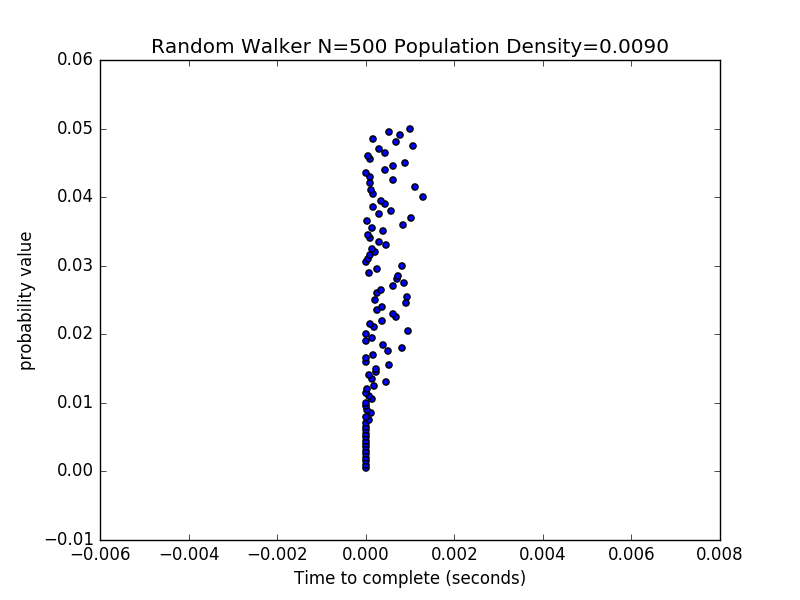 Random Walker N=500 Population Density=0.0090
0.06
0.05
0.04
0.03
0.02
0.01
0.00
−0.01
probability value
−0.006 −0.004 −0.002 0.000 0.002 0.004 0.006 0.008
Time to complete (seconds)